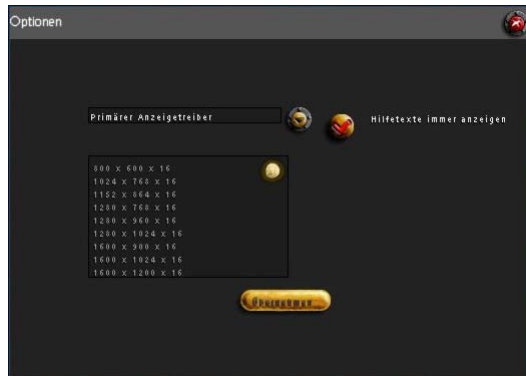 Optionen
Primärer Anzeigetreiber
Hilfetexte immer anzeigen
800 x 600 x 16
1024 x 768 x 16
1152 x 864 x 16
1280 x 768 x 16
1280 x 960 x 16
1280 x 1024 x 16
1600 x 900 x 16
1600 x 1024 x 16
1600 x 1200 x 16